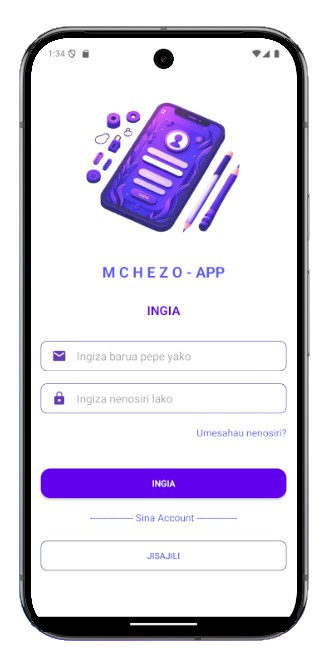 1:34
M C H E Z O - APP
INGIA
Ingiza barua pepe yako
Ingiza nenosiri lako
Umesahau nenosiri?
INGIA
---------------- Sina Account ---------------
JISAJILI